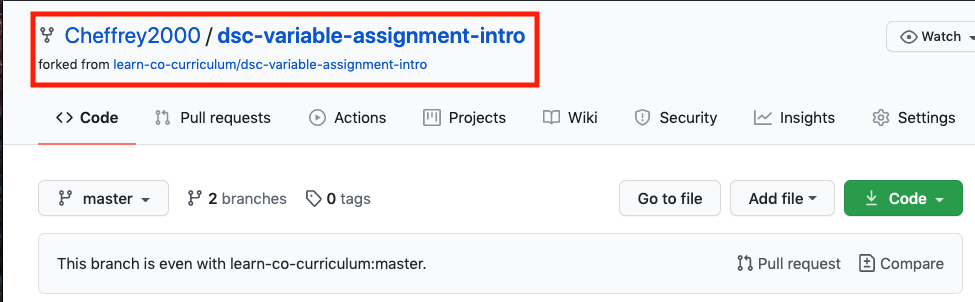 Cheffrey2000 / dsc-variable-assignment-intro
Watch
forked from learn-co-curriculum/dsc-variable-assignment-intro
Code Pull requests Actions Projects Wiki Security Insights Settings
master 2 branches 0 tags Go to file Add file Code
This branch is even with learn-co-curriculum:master. Pull request Compare